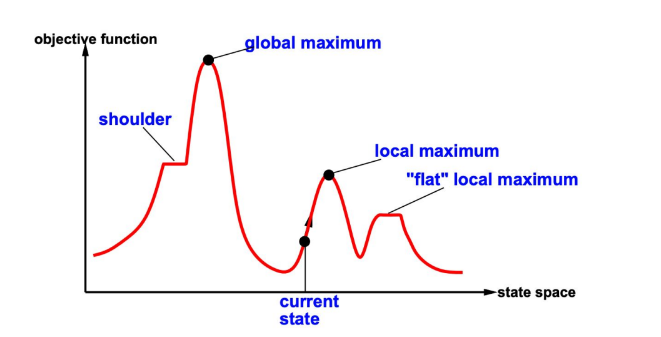 objective function
global maximum
shoulder
local maximum
"flat" local maximum
current
state
state space